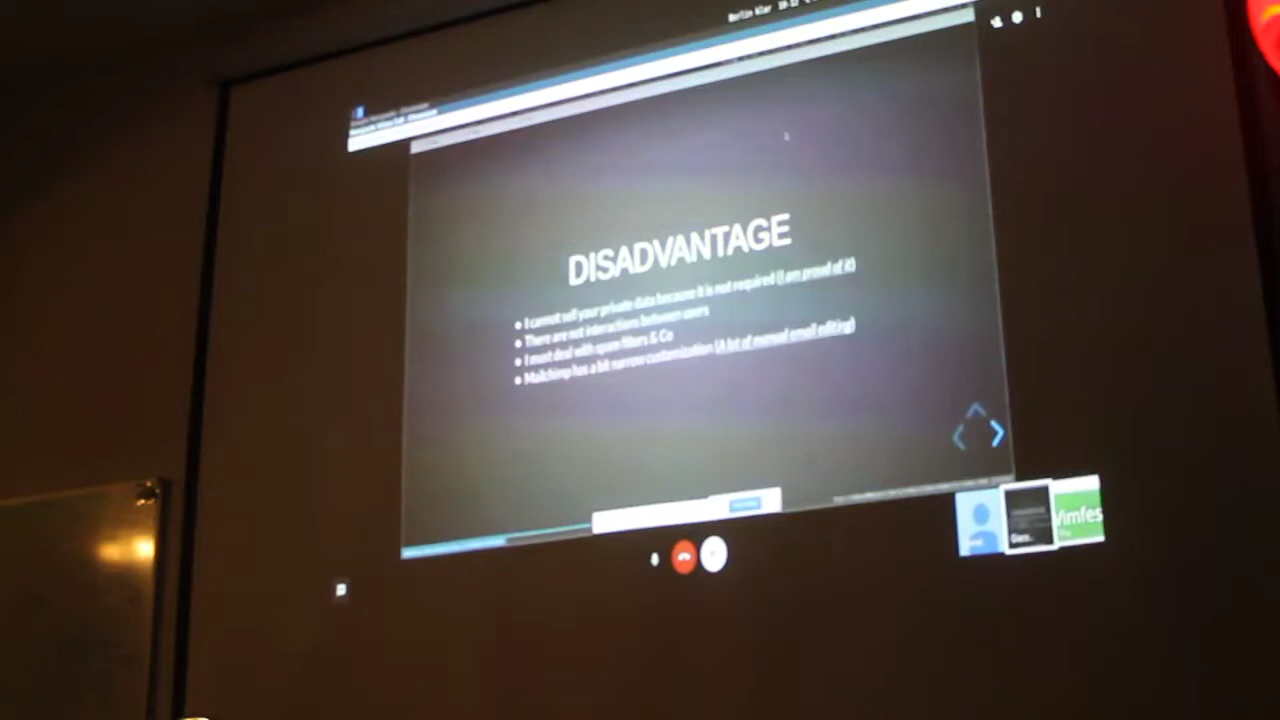 Berlin Klar
DISADVANTAGE
I cannot sell your private data because it is not required (I am proud of it)
There are not interactions between users
I must deal with spam filters & Co
Mailchimp has a bit narrow customization (A lot of manual email editing)
Vimfes